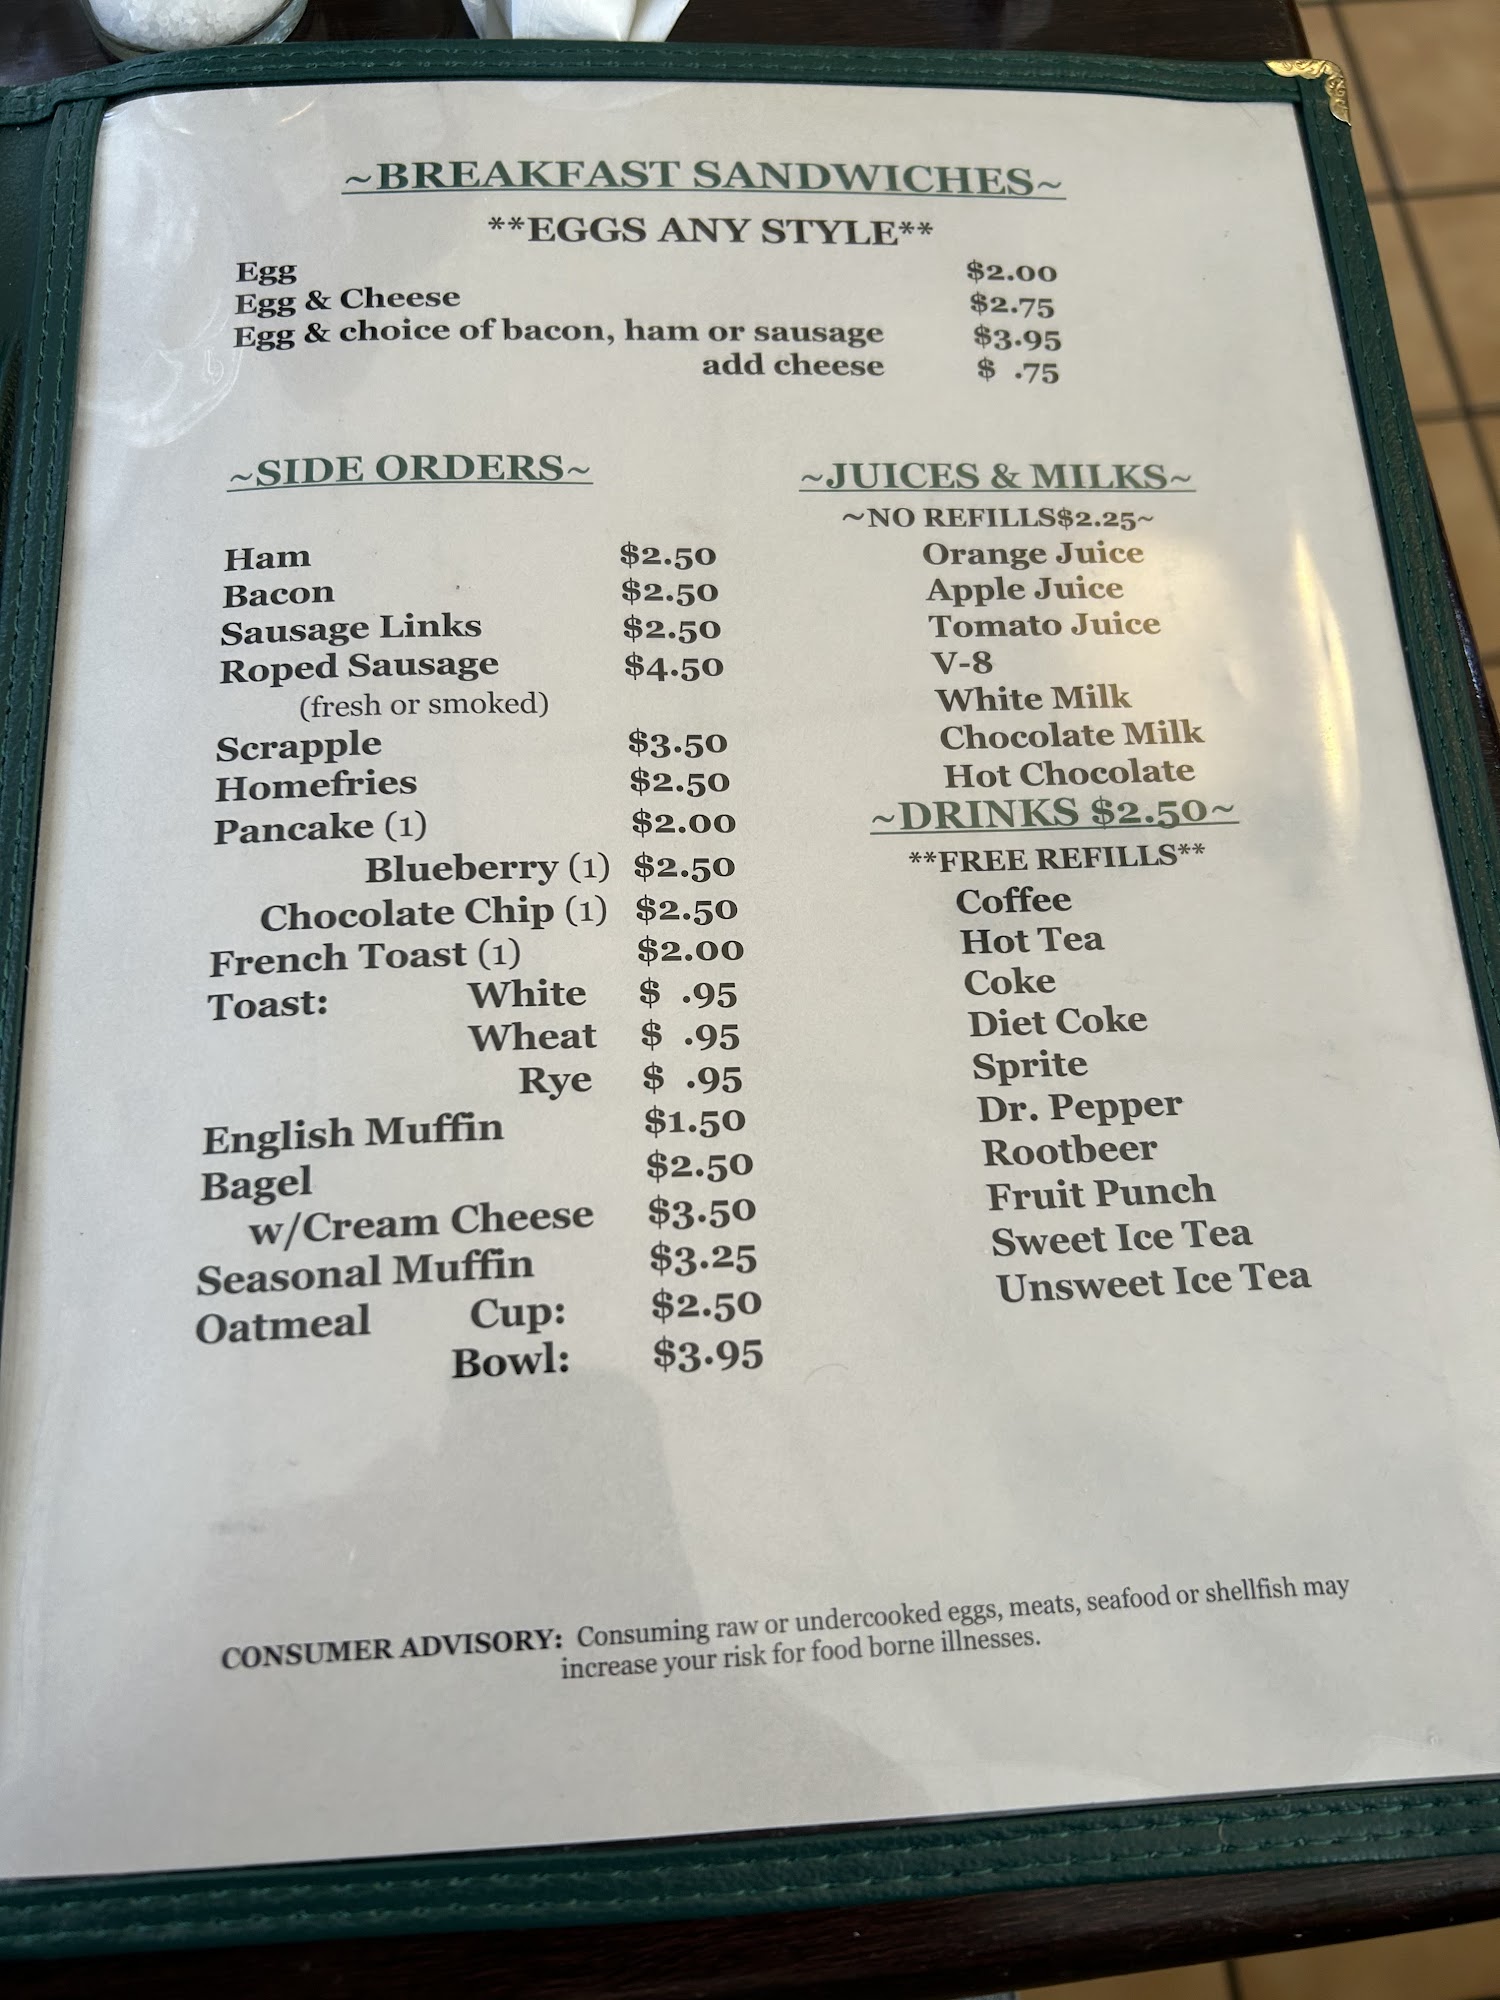 ~BREAKFAST SANDWICHES~
**EGGS ANY STYLE**
Egg $2.00
Egg & Cheese $2.75
Egg & choice of bacon, ham or sausage $3.95
add cheese $ .75
~SIDE ORDERS~
Ham $2.50
Bacon $2.50
Sausage Links $2.50
Roped Sausage $4.50
(fresh or smoked)
Scrapple $3.50
Homefries $2.50
Pancake (1) $2.00
Blueberry (1) $2.50
Chocolate Chip (1) $2.50
French Toast (1) $2.00
Toast: White $ .95
Wheat $ .95
Rye $ .95
English Muffin $1.50
Bagel $2.50
w/Cream Cheese $3.50
Seasonal Muffin $3.25
Oatmeal Cup: $2.50
Bowl: $3.95
~JUICES & MILKS~
~NO REFILLS$2.25~
Orange Juice
Apple Juice
Tomato Juice
V-8
White Milk
Chocolate Milk
Hot Chocolate
~DRINKS $2.50~
**FREE REFILLS**
Coffee
Hot Tea
Coke
Diet Coke
Sprite
Dr. Pepper
Rootbeer
Fruit Punch
Sweet Ice Tea
Unsweet Ice Tea
CONSUMER ADVISORY: Consuming raw or undercooked eggs, meats, seafood or shellfish may
increase your risk for food borne illnesses.